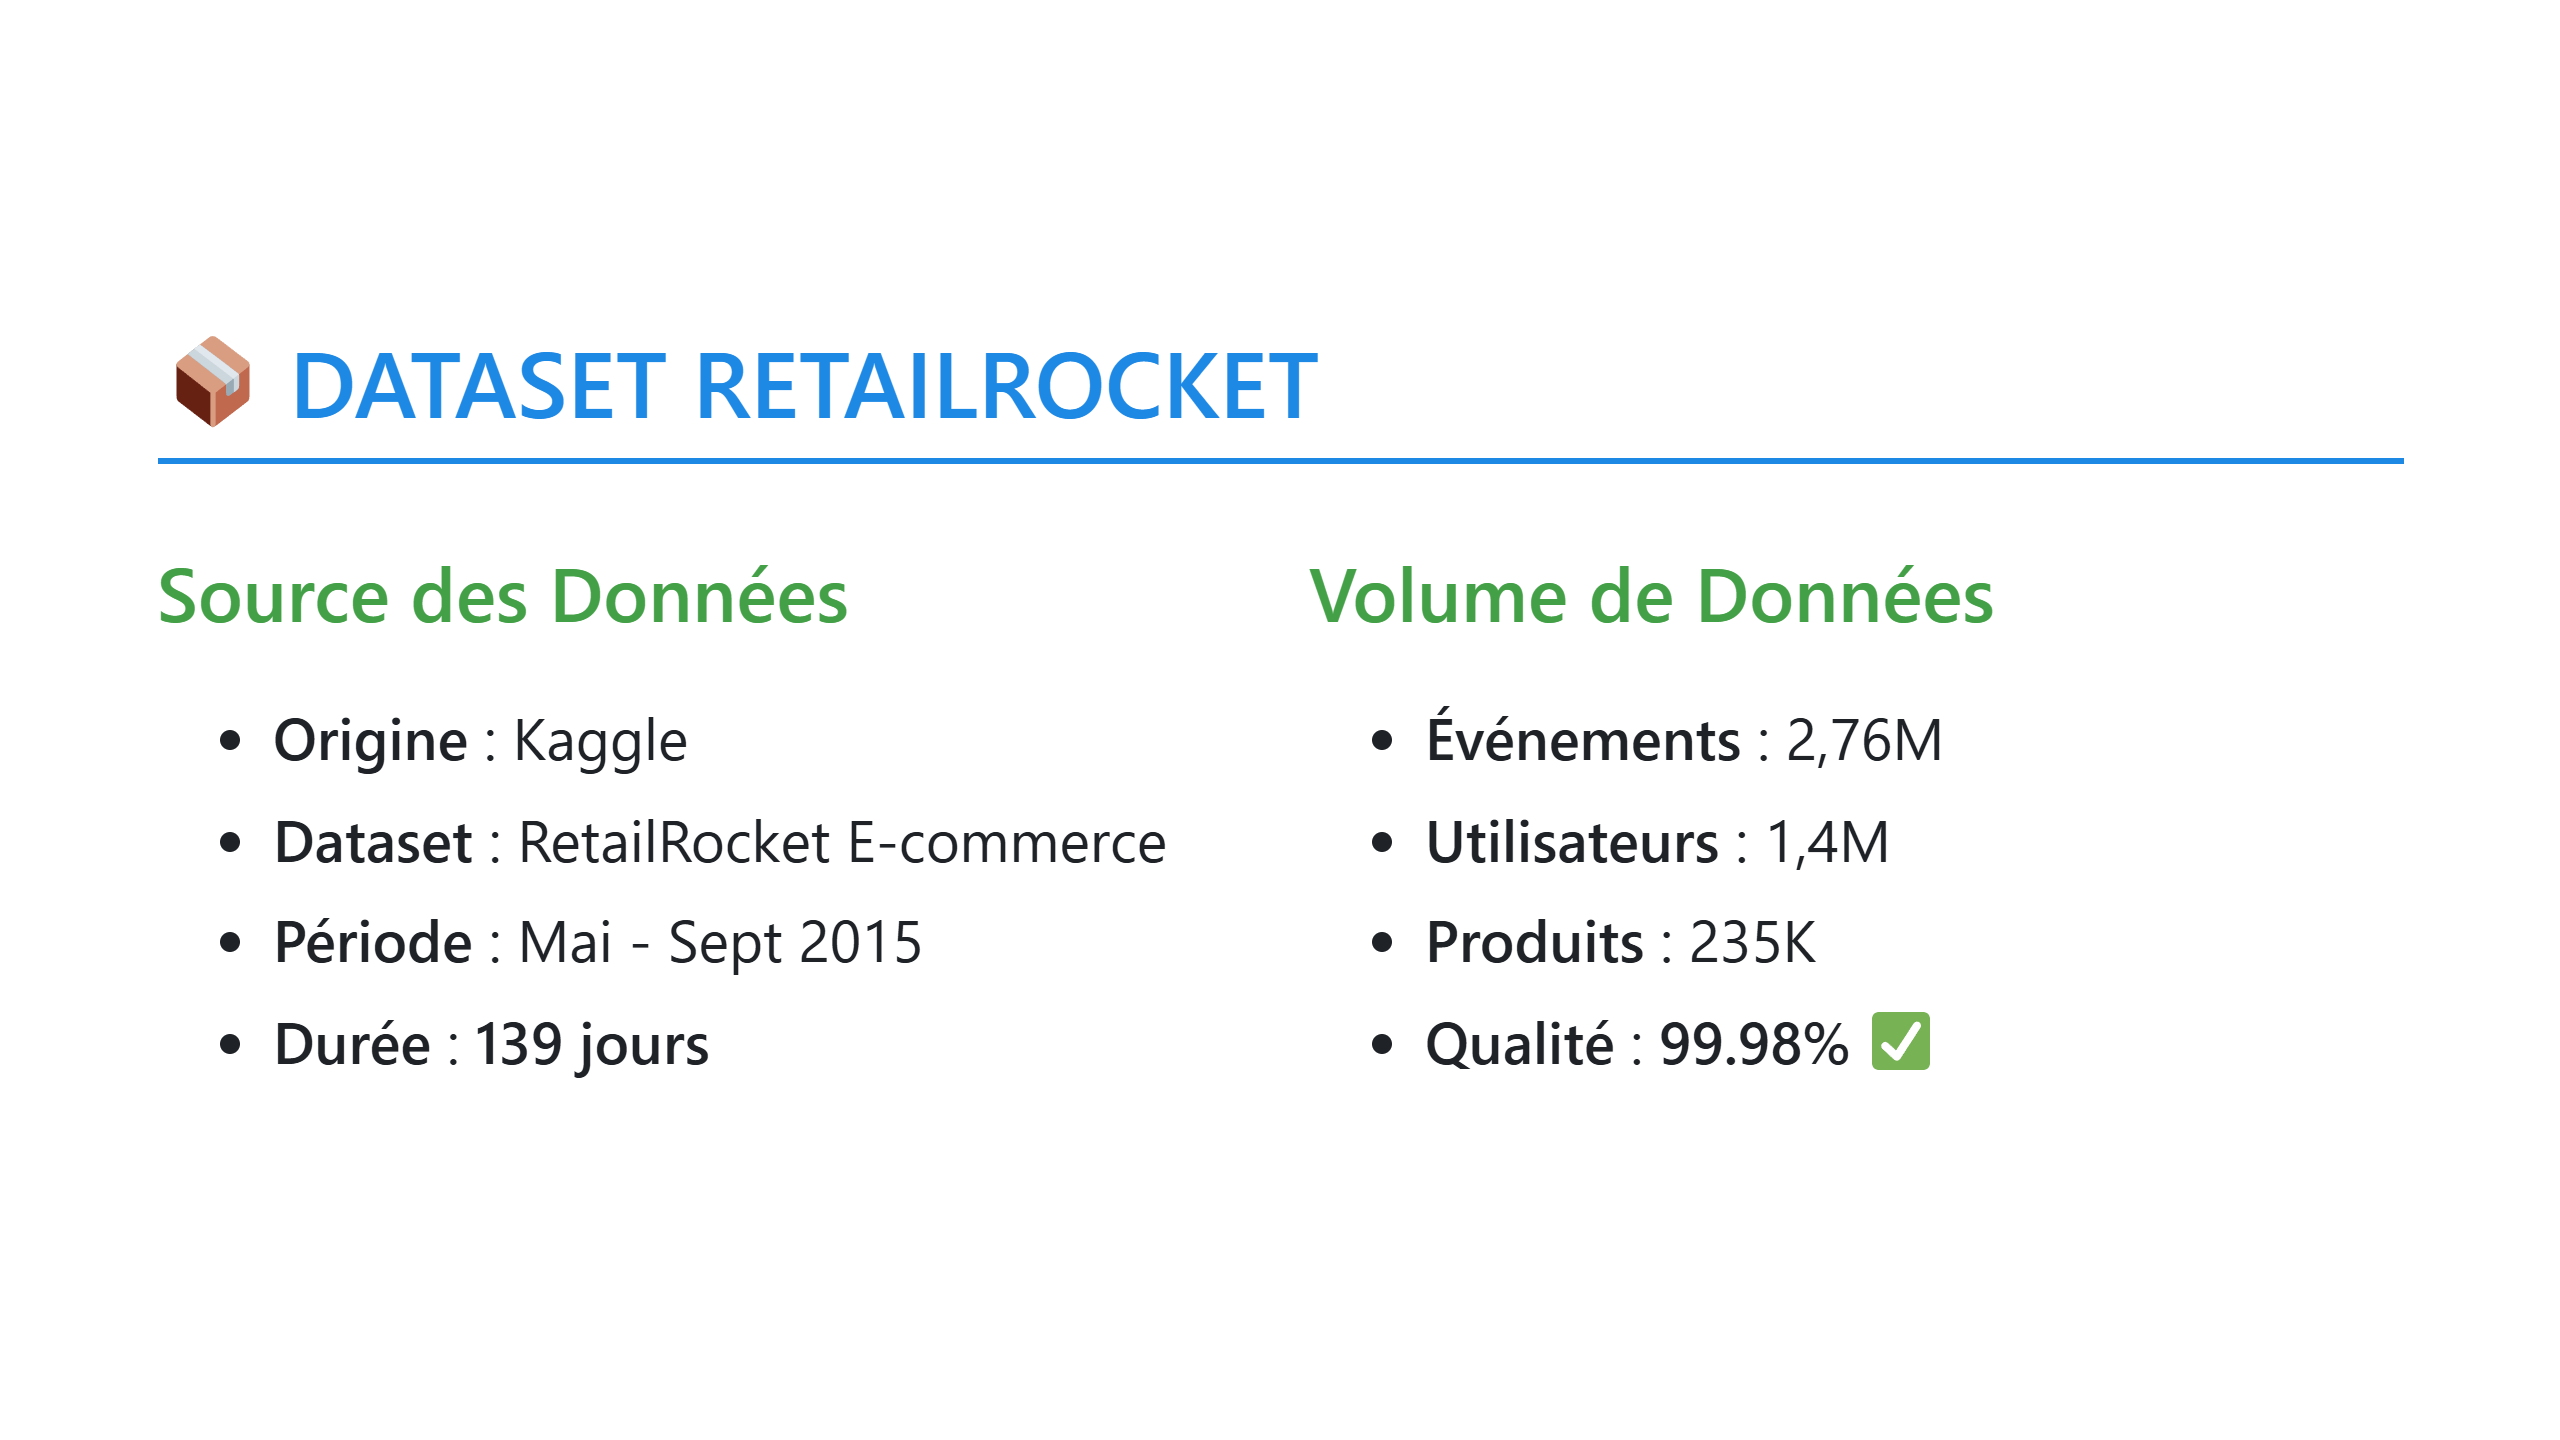 📦 DATASET RETAILROCKET
Source des Données
• Origine : Kaggle
• Dataset : RetailRocket E-commerce
• Période : Mai - Sept 2015
• Durée : 139 jours
Volume de Données
• Événements : 2,76M
• Utilisateurs : 1,4M
• Produits : 235K
• Qualité : 99.98% ✅